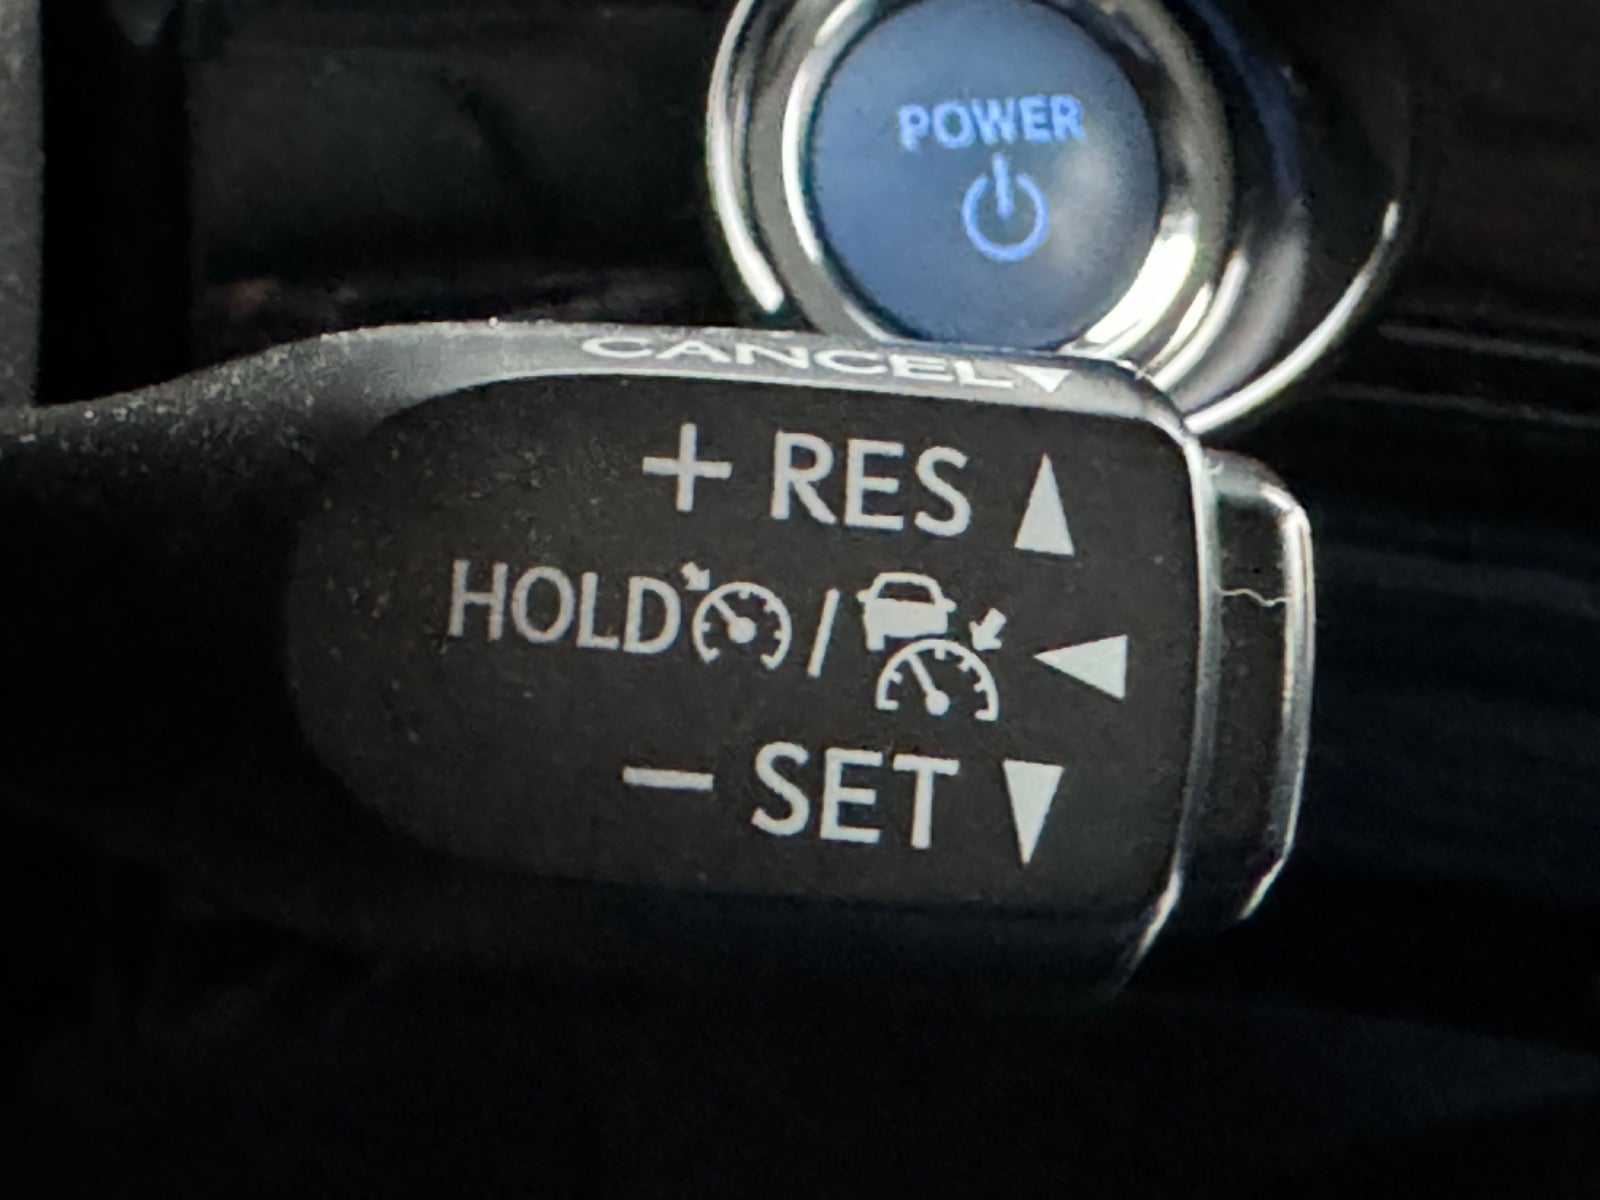 POWER
CANCEL▼
+ RES ▲
HOLD / ◀
− SET ▼